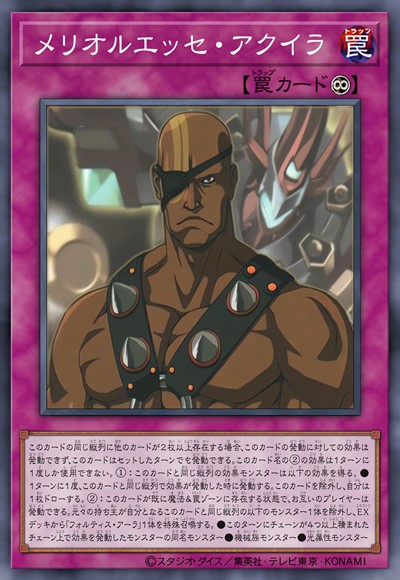 メリオルエッセ・アクイラ
罠
トラップ
【罠カード】
トラップ
このカードの同じ縦列に他のカードが2枚以上存在する場合、このカードの発動に対しての効果は
発動できず、このカードはセットしたターンでも発動できる。このカード名の②の効果は1ターンに
1度しか使用できない。①:このカードと同じ縦列の効果モンスターは以下の効果を得る。●
1ターンに1度、このカードと同じ縦列で効果が発動した時に発動する。このカードを除外し、自分は
1枚ドローする。②:このカードが既に魔法&罠ゾーンに存在する状態で、お互いのプレイヤーは
発動できる。元々の持ち主が自分となるこのカードと同じ縦列の以下のモンスター1体を除外し、EX
デッキから「フォルティス・アーラ」1体を特殊召喚する。●このターンにチェーンが4つ以上積まれた
チェーン上で効果を発動したモンスターの同名モンスター●機械族モンスター●光属性モンスター
©スタジオ・ダイス/集英社・テレビ東京・KONAMI